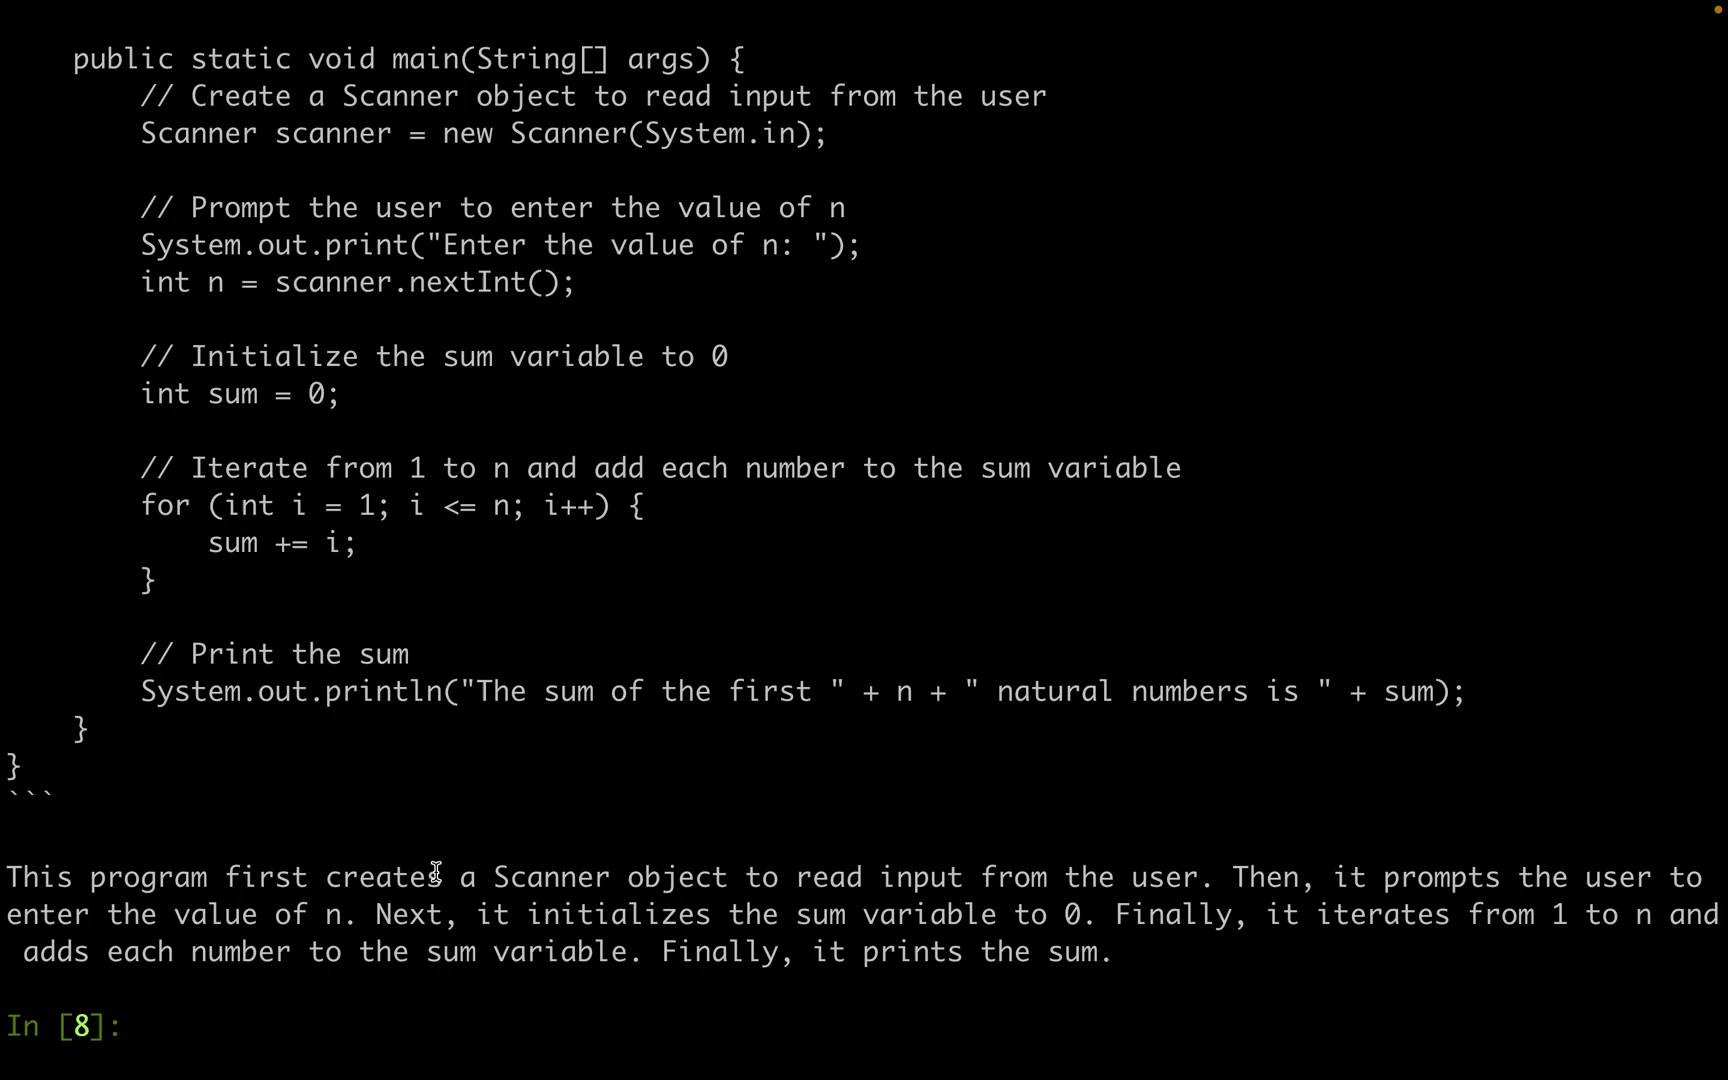 public static void main(String[] args) {
// Create a Scanner object to read input from the user
Scanner scanner = new Scanner(System.in);
// Prompt the user to enter the value of n
System.out.print("Enter the value of n: ");
int n = scanner.nextInt();
// Initialize the sum variable to 0
int sum = 0;
// Iterate from 1 to n and add each number to the sum variable
for (int i = 1; i <= n; i++) {
sum += i;
}
// Print the sum
System.out.println("The sum of the first " + n + " natural numbers is " + sum);
}
}
```
This program first creates a Scanner object to read input from the user. Then, it prompts the user to
enter the value of n. Next, it initializes the sum variable to 0. Finally, it iterates from 1 to n and
adds each number to the sum variable. Finally, it prints the sum.
In [8]: